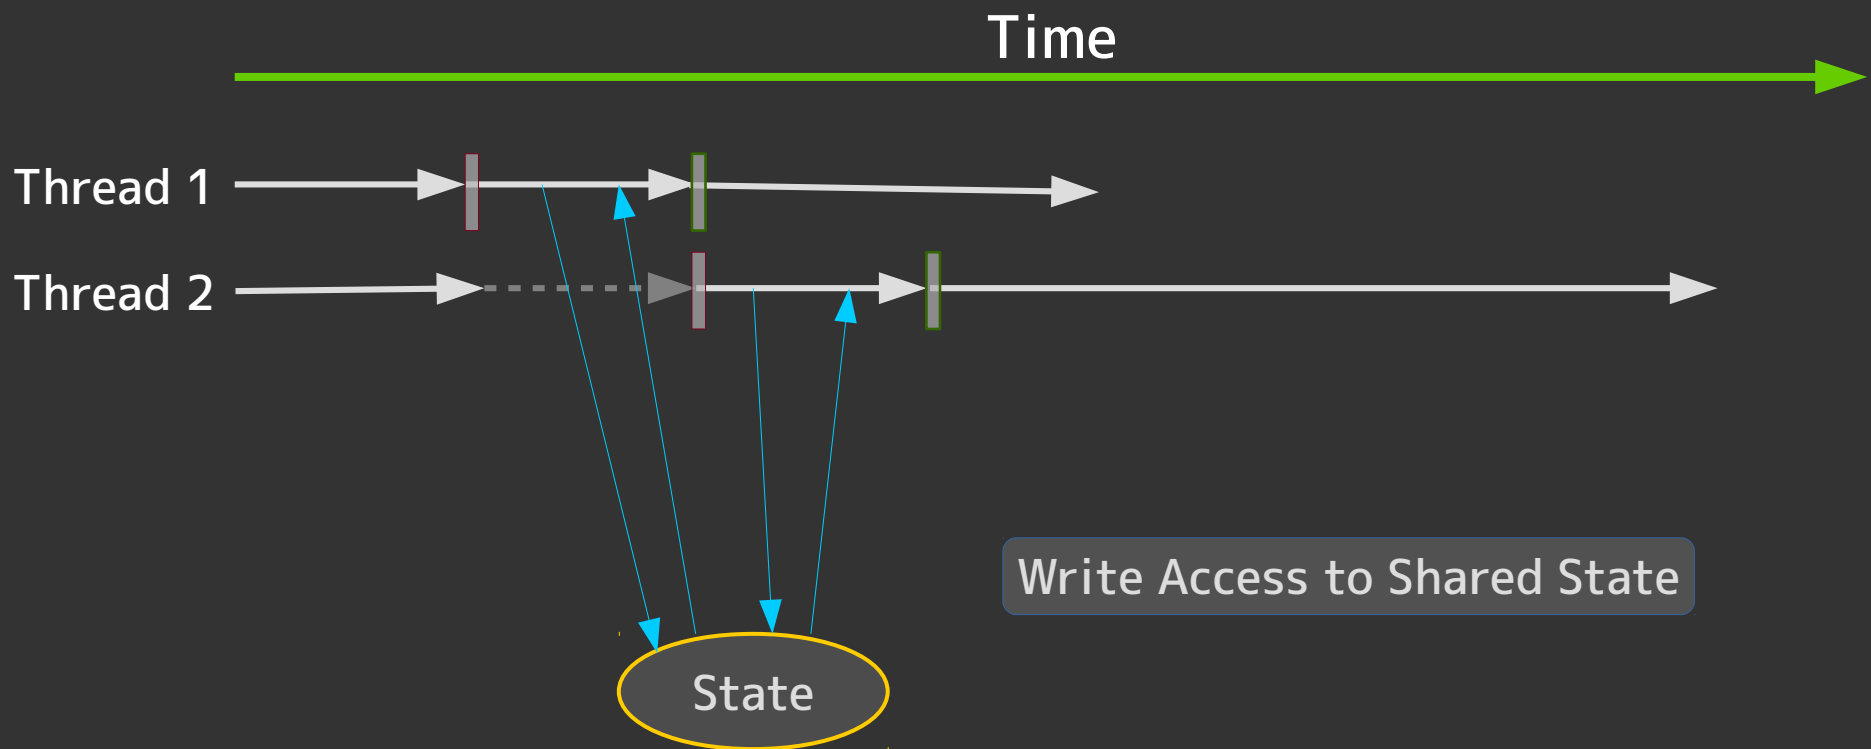 Time
Thread 1
Thread 2
Write Access to Shared State
State